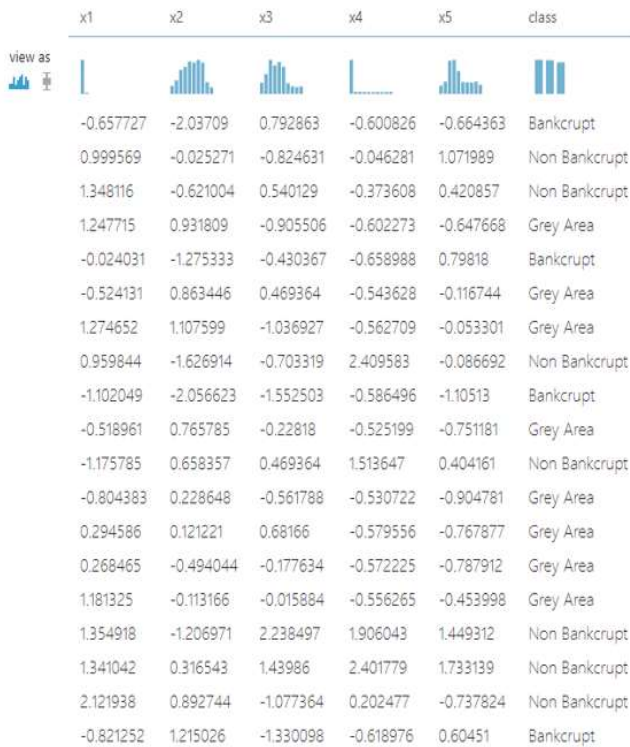 x1 x2 x3 x4 x5 class
view as
-0.657727 -2.03709 0.792863 -0.600826 -0.664363 Bankcrupt
0.999569 -0.025271 -0.824631 -0.046281 1.071989 Non Bankcrupt
1.348116 -0.621004 0.540129 -0.373608 0.420857 Non Bankcrupt
1.247715 0.931809 -0.905506 -0.602273 -0.647668 Grey Area
-0.024031 -1.275333 -0.430367 -0.658988 0.79818 Bankcrupt
-0.524131 0.863446 0.469364 -0.543628 -0.116744 Grey Area
1.274652 1.107599 -1.036927 -0.562709 -0.053301 Grey Area
0.959844 -1.626914 -0.703319 2.409583 -0.086692 Non Bankcrupt
-1.102049 -2.056623 -1.552503 -0.586496 -1.10513 Bankcrupt
-0.518961 0.765785 -0.22818 -0.525199 -0.751181 Grey Area
-1.175785 0.658357 0.469364 1.513647 0.404161 Non Bankcrupt
-0.804383 0.228648 -0.561788 -0.530722 -0.904781 Grey Area
0.294586 0.121221 0.68166 -0.579556 -0.767877 Grey Area
0.268465 -0.494044 -0.177634 -0.572225 -0.787912 Grey Area
1.181325 -0.113166 -0.015884 -0.556265 -0.453998 Grey Area
1.354918 -1.206971 2.238497 1.906043 1.449312 Non Bankcrupt
1.341042 0.316543 1.43986 2.401779 1.733139 Non Bankcrupt
2.121938 0.892744 -1.077364 0.202477 -0.737824 Non Bankcrupt
-0.821252 1.215026 -1.330098 -0.618976 0.60451 Bankcrupt